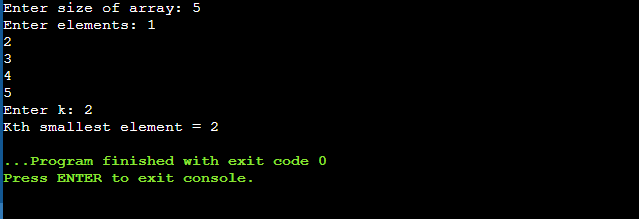 Enter size of array: 5
Enter elements: 1
2
3
4
5
Enter k: 2
Kth smallest element = 2
...Program finished with exit code 0
Press ENTER to exit console.